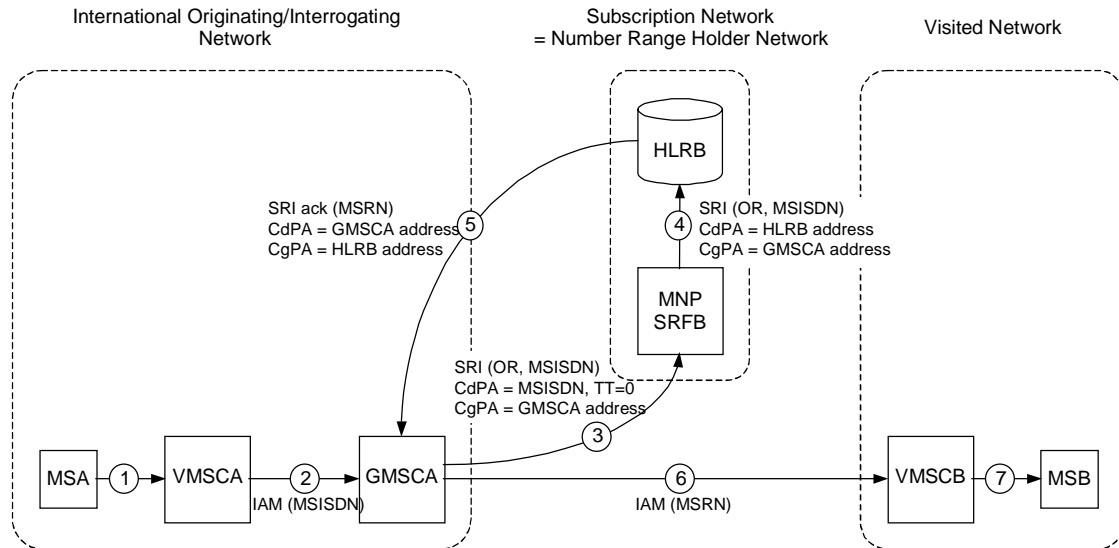 International Originating/Interrogating
Network
Subscription Network
= Number Range Holder Network
Visited Network
HLRB
SRI ack (MSRN)
CdPA = GMSCA address
CgPA = HLRB address
5
4
SRI (OR, MSISDN)
CdPA = HLRB address
CgPA = GMSCA address
MNP
SRFB
SRI (OR, MSISDN)
CdPA = MSISDN, TT=0
CgPA = GMSCA address
3
MSA
1
VMSCA
2
IAM (MSISDN)
GMSCA
6
IAM (MSRN)
VMSCB
7
MSB